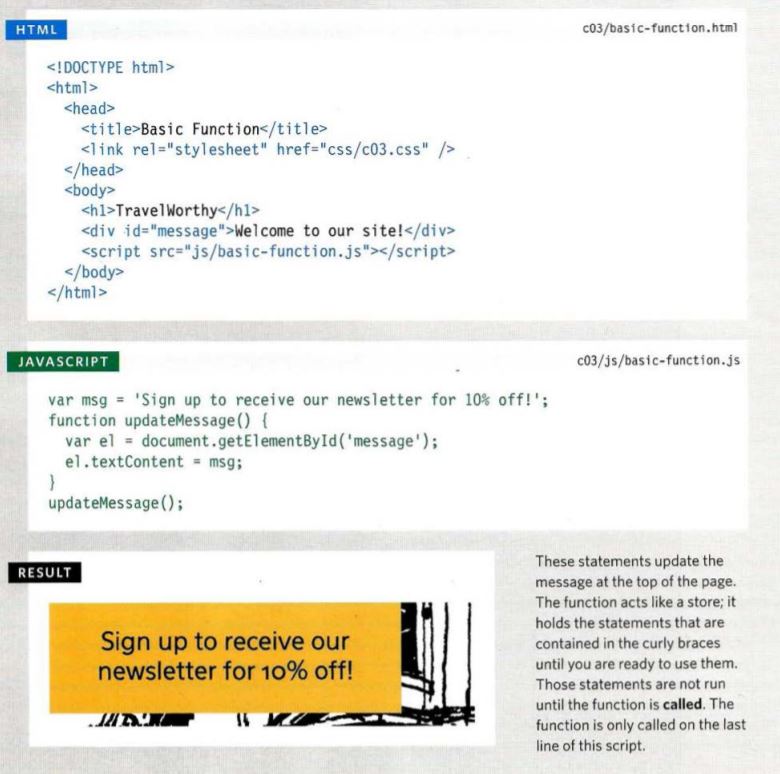 HTML
c03/basic-function.html
<!DOCTYPE html>
<html>
<head>
<title>Basic Function</title>
<link rel="stylesheet" href="css/c03.css" />
</head>
<body>
<h1>TravelWorthy</h1>
<div id="message">Welcome to our site!</div>
<script src="js/basic-function.js"></script>
</body>
</html>
JAVASCRIPT
c03/js/basic-function.js
var msg = 'Sign up to receive our newsletter for 10% off!';
function updateMessage() {
var el = document.getElementById('message');
el.textContent = msg;
}
updateMessage();
RESULT
Sign up to receive our
newsletter for 10% off!
These statements update the
message at the top of the page.
The function acts like a store; it
holds the statements that are
contained in the curly braces
until you are ready to use them.
Those statements are not run
until the function is called. The
function is only called on the last
line of this script.